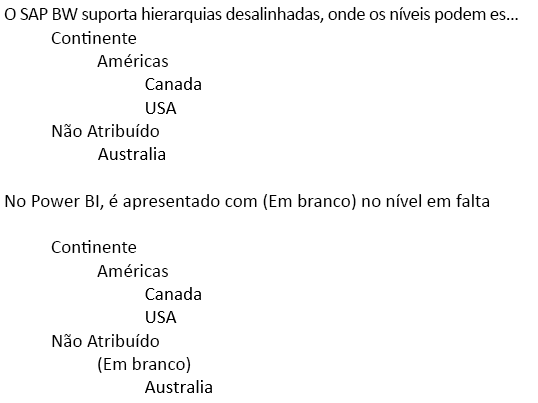 O SAP BW suporta hierarquias desalinhadas, onde os níveis podem es...
Continente
Américas
Canada
USA
Não Atribuído
Australia
No Power BI, é apresentado com (Em branco) no nível em falta
Continente
Américas
Canada
USA
Não Atribuído
(Em branco)
Australia